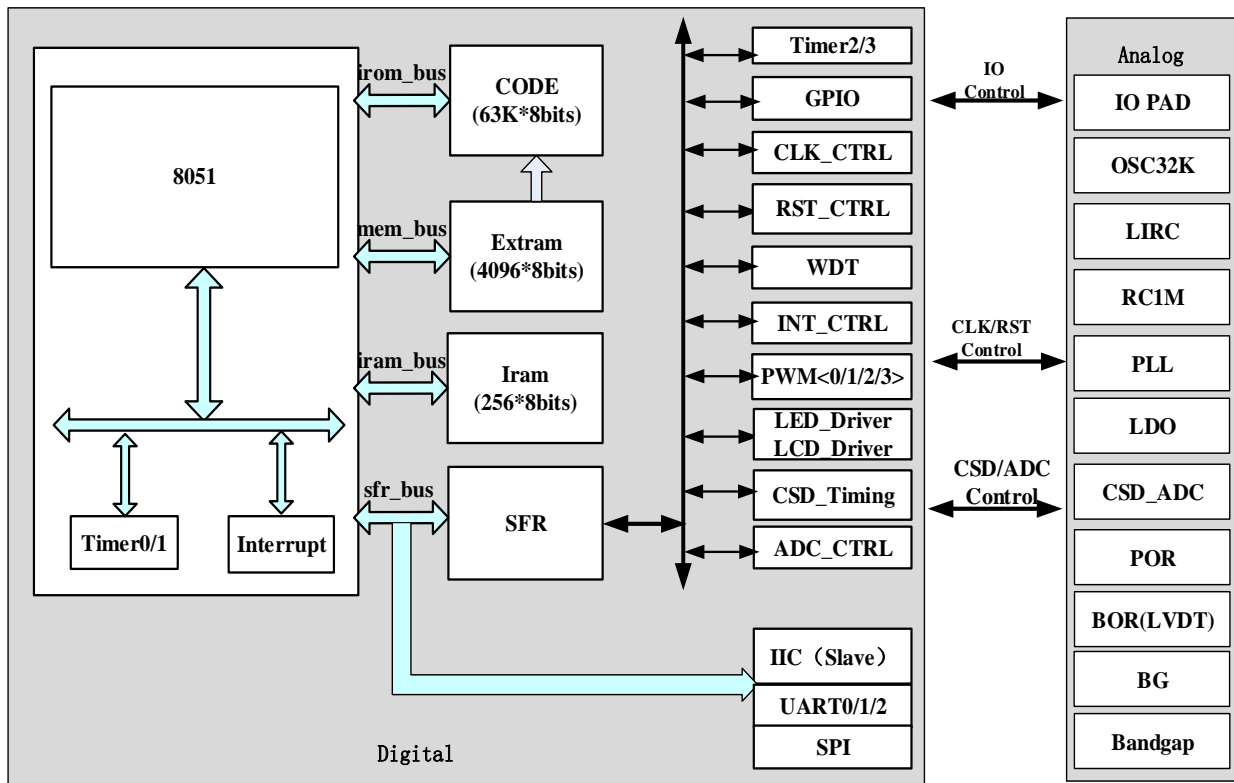 8051
Timer0/1
Interrupt
irom_bus
mem_bus
iram_bus
sfr_bus
CODE
(63K*8bits)
Extram
(4096*8bits)
Iram
(256*8bits)
SFR
Timer2/3
GPIO
CLK_CTRL
RST_CTRL
WDT
INT_CTRL
PWM<0/1/2/3>
LED_Driver
LCD_Driver
CSD_Timing
ADC_CTRL
IIC（Slave）
UART0/1/2
SPI
Digital
IO
Control
CLK/RST
Control
CSD/ADC
Control
Analog
IO PAD
OSC32K
LIRC
RC1M
PLL
LDO
CSD_ADC
POR
BOR(LVDT)
BG
Bandgap